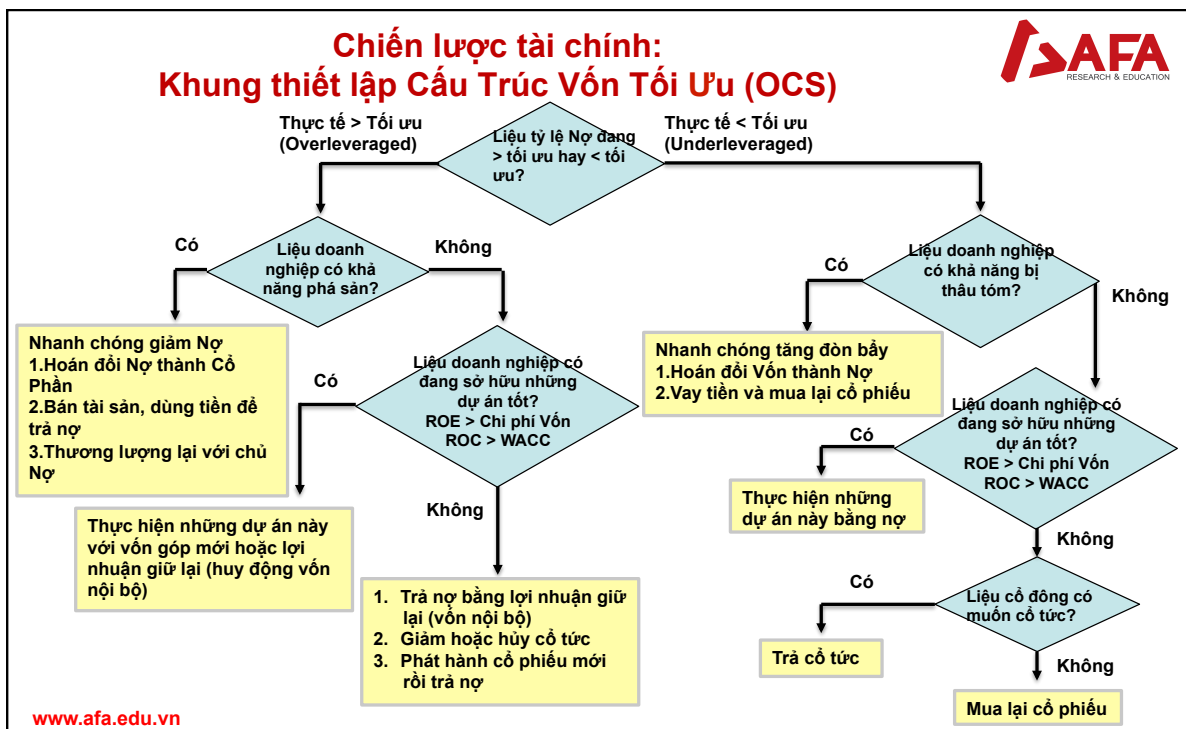 Chiến lược tài chính:
Khung thiết lập Cấu Trúc Vốn Tối Ưu (OCS)
AFA
RESEARCH & EDUCATION
Thực tế > Tối ưu
(Overleveraged)
Liệu tỷ lệ Nợ đang
> tối ưu hay < tối
ưu?
Thực tế < Tối ưu
(Underleveraged)
Có
Liệu doanh
nghiệp có khả
năng phá sản?
Không
Có
Liệu doanh nghiệp
có khả năng bị
thâu tóm?
Không
Nhanh chóng giảm Nợ
1.Hoán đổi Nợ thành Cổ
Phần
2.Bán tài sản, dùng tiền để
trả nợ
3.Thương lượng lại với chủ
Nợ
Có
Liệu doanh nghiệp có
đang sở hữu những
dự án tốt?
ROE > Chi phí Vốn
ROC > WACC
Không
Nhanh chóng tăng đòn bẩy
1.Hoán đổi Vốn thành Nợ
2.Vay tiền và mua lại cổ phiếu
Có
Liệu doanh nghiệp có
đang sở hữu những
dự án tốt?
ROE > Chi phí Vốn
ROC > WACC
Không
Thực hiện những
dự án này bằng nợ
Thực hiện những dự án này
với vốn góp mới hoặc lợi
nhuận giữ lại (huy động vốn
nội bộ)
1. Trả nợ bằng lợi nhuận giữ
lại (vốn nội bộ)
2. Giảm hoặc hủy cổ tức
3. Phát hành cổ phiếu mới
rồi trả nợ
Có
Liệu cổ đông có
muốn cổ tức?
Không
Trả cổ tức
Mua lại cổ phiếu
www.afa.edu.vn